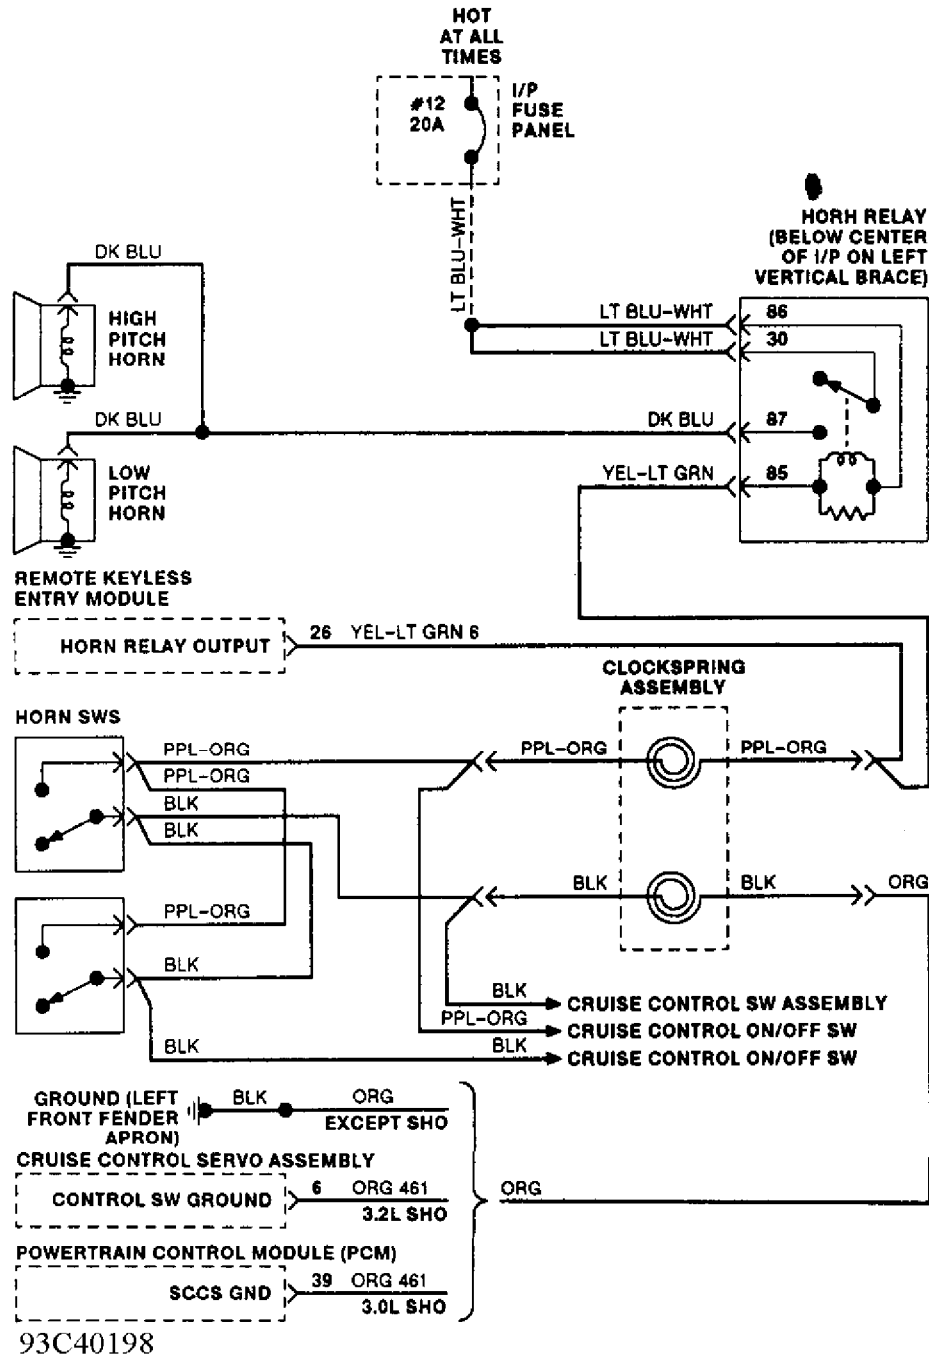 HOT
AT ALL
TIMES
#12
20A
I/P
FUSE
PANEL
LT BLU-WHT
HORH RELAY
(BELOW CENTER
OF I/P ON LEFT
VERTICAL BRACE)
DK BLU
HIGH
PITCH
HORN
LT BLU-WHT
86
LT BLU-WHT
30
DK BLU
DK BLU
87
LOW
PITCH
HORN
YEL-LT GRN
85
REMOTE KEYLESS
ENTRY MODULE
HORN RELAY OUTPUT
26 YEL-LT GRN 6
CLOCKSPRING
ASSEMBLY
HORN SWS
PPL-ORG
PPL-ORG
BLK
BLK
PPL-ORG
PPL-ORG
BLK
BLK
ORG
PPL-ORG
BLK
BLK
CRUISE CONTROL SW ASSEMBLY
PPL-ORG
CRUISE CONTROL ON/OFF SW
BLK
BLK
CRUISE CONTROL ON/OFF SW
GROUND (LEFT
FRONT FENDER
APRON)
BLK
ORG
EXCEPT SHO
CRUISE CONTROL SERVO ASSEMBLY
CONTROL SW GROUND
6 ORG 461
3.2L SHO
ORG
POWERTRAIN CONTROL MODULE (PCM)
SCCS GND
39 ORG 461
3.0L SHO
93C40198